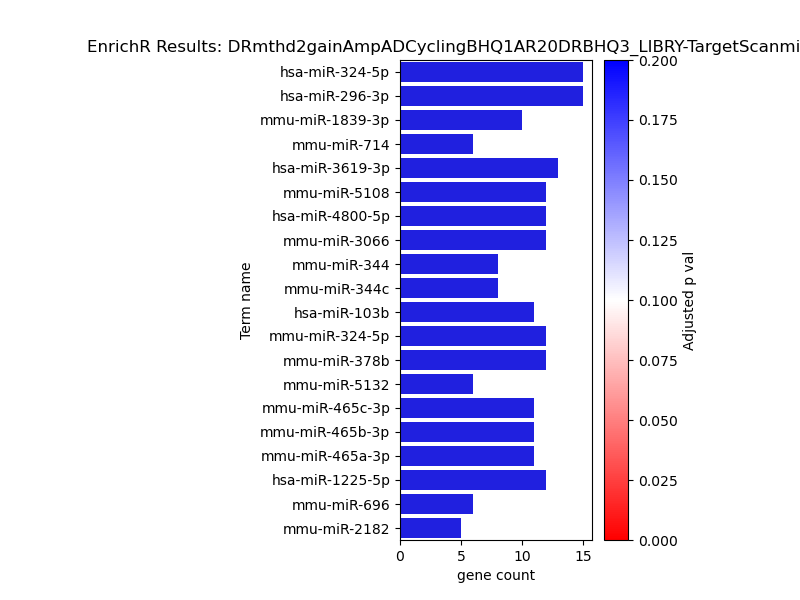 EnrichR Results: DRmthd2gainAmpADCyclingBHQ1AR20DRBHQ3_LIBRY-TargetScanmi
hsa-miR-324-5p
hsa-miR-296-3p
mmu-miR-1839-3p
mmu-miR-714
hsa-miR-3619-3p
mmu-miR-5108
hsa-miR-4800-5p
mmu-miR-3066
mmu-miR-344
mmu-miR-344c
hsa-miR-103b
mmu-miR-324-5p
mmu-miR-378b
mmu-miR-5132
mmu-miR-465c-3p
mmu-miR-465b-3p
mmu-miR-465a-3p
hsa-miR-1225-5p
mmu-miR-696
mmu-miR-2182
Term name
0 5 10 15
gene count
0.200
0.175
0.150
0.125
0.100
0.075
0.050
0.025
0.000
Adjusted p val